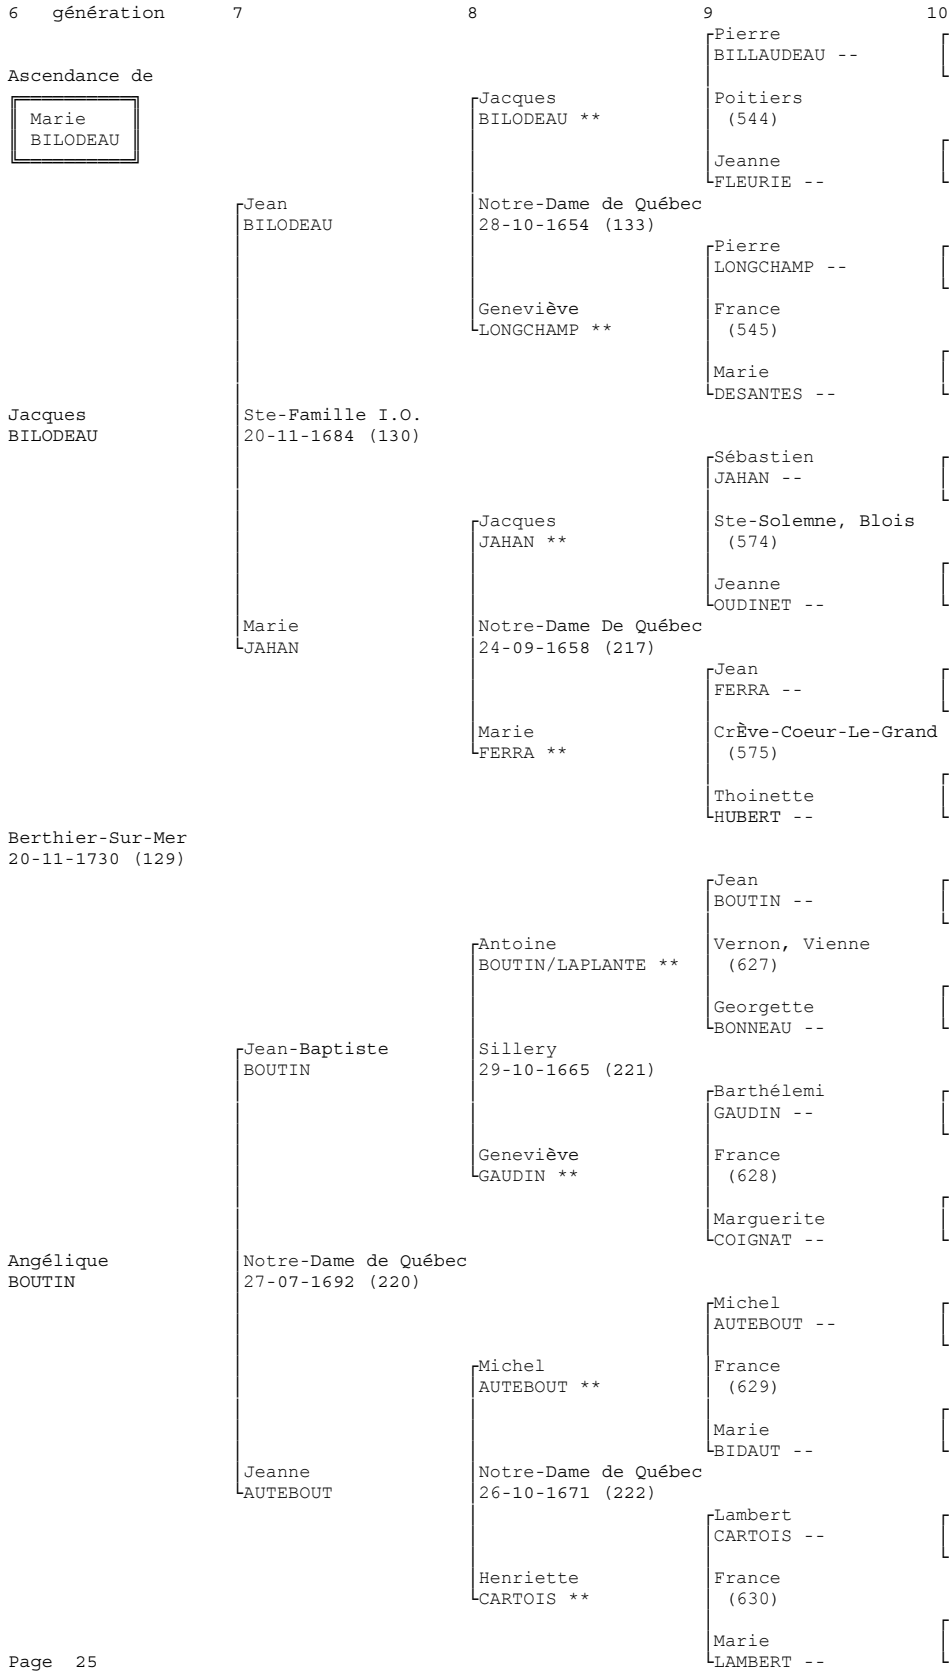 6 génération 7 8 9 10
Pierre
BILLAUDEAU --
Ascendance de
Jacques Poitiers
Marie BILODEAU ** (544)
BILODEAU
Jeanne
FLEURIE --
Jean Notre-Dame de Québec
BILODEAU 28-10-1654 (133)
Pierre
LONGCHAMP --
Geneviève France
LONGCHAMP ** (545)
Marie
DESANTES --
Jacques Ste-Famille I.O.
BILODEAU 20-11-1684 (130)
Sébastien
JAHAN --
Jacques Ste-Solemne, Blois
JAHAN ** (574)
Jeanne
OUDINET --
Marie Notre-Dame De Québec
JAHAN 24-09-1658 (217)
Jean
FERRA --
Marie CrÈve-Coeur-Le-Grand
FERRA ** (575)
Thoinette
HUBERT --
Berthier-Sur-Mer
20-11-1730 (129)
Jean
BOUTIN --
Antoine Vernon, Vienne
BOUTIN/LAPLANTE ** (627)
Georgette
BONNEAU --
Jean-Baptiste Sillery
BOUTIN 29-10-1665 (221)
Barthélemi
GAUDIN --
Geneviève France
GAUDIN ** (628)
Marguerite
COIGNAT --
Angélique Notre-Dame de Québec
BOUTIN 27-07-1692 (220)
Michel
AUTEBOUT --
Michel France
AUTEBOUT ** (629)
Marie
BIDAUT --
Jeanne Notre-Dame de Québec
AUTEBOUT 26-10-1671 (222)
Lambert
CARTOIS --
Henriette France
CARTOIS ** (630)
Marie
Page 25 LAMBERT --